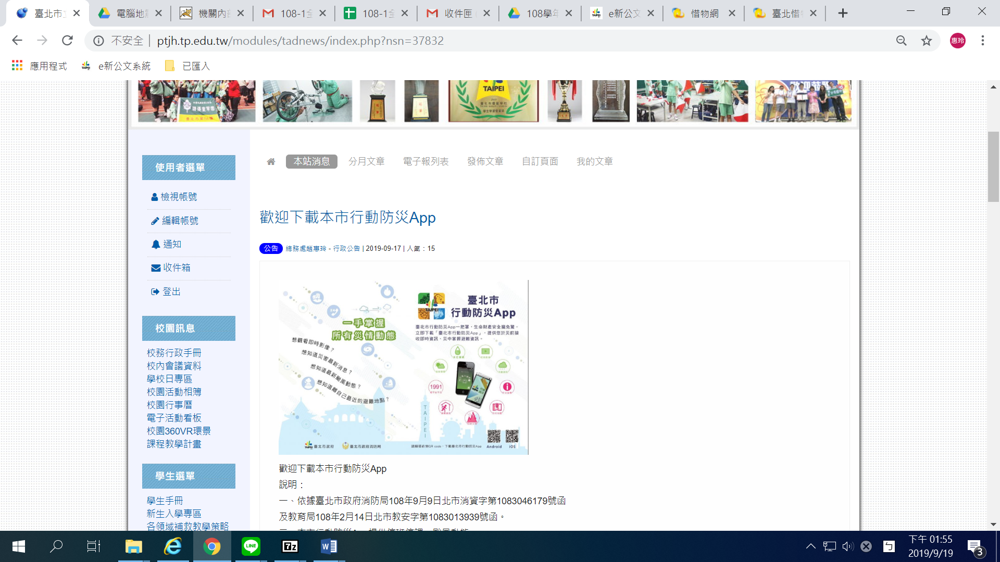 臺北市立
電腦地震
機關內部
108-1全
108-1全
收件匣 (
108學年
e新公文
惜物網
臺北惜物
不安全
ptjh.tp.edu.tw/modules/tadnews/index.php?nsn=37832
惠玲
應用程式
e新公文系統
已匯入
TAIPEI
本站消息
分月文章
電子報列表
發佈文章
自訂頁面
我的文章
使用者選單
檢視帳號
編輯帳號
通知
收件箱
登出
校園訊息
校務行政手冊
校內會議資料
學校日專區
校園活動相簿
校園行事曆
電子活動看板
校園360VR環景
課程教學計畫
學生選單
學生手冊
新生入學專區
各領域補救教學策略
歡迎下載本市行動防災App
公告 總務處趙惠玲 - 行政公告 | 2019-09-17 | 人氣：15
一手掌握
所有災情動態
想觀看即時影像？
想知道災害最新消息？
想知道最新颱風動態？
想知道離自己最近的避難地點？
TAIPEI
臺北市
行動防災App
臺北市行動防災App一把罩，生命財產安全攏免驚。
立即下載「臺北市行動防災App」，提供您於災前接
收即時資訊、災中掌握避難資訊。
1991
TAIPEI
臺北市政府
臺北市政府消防局
請掃描右側QR code，下載臺北市行動防災App
Android
iOS
歡迎下載本市行動防災App
說明：
一、依據臺北市政府消防局108年9月9日北市消資字第1083046179號函
及教育局108年2月14日北市教安字第1083013939號函。
下午 01:55
2019/9/19
3